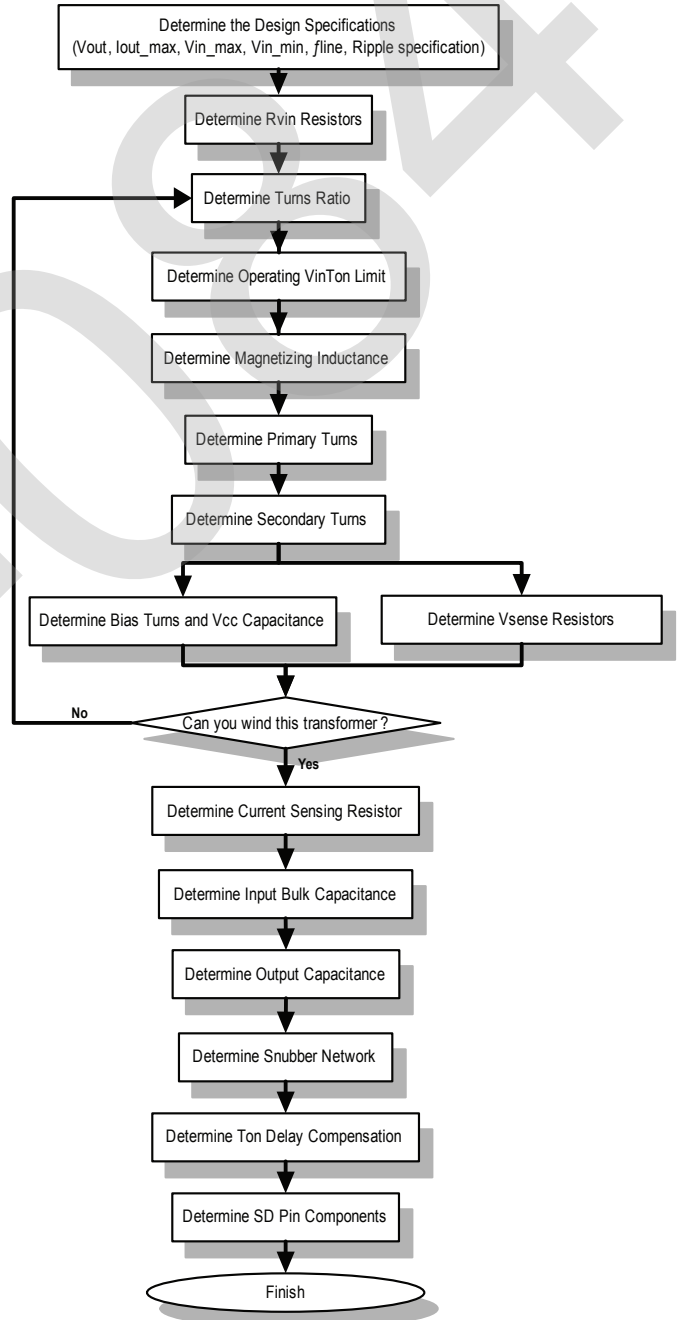 Determine the Design Specifications
(Vout, Iout_max, Vin_max, Vin_min, ƒline, Ripple specification)
Determine Rvin Resistors
Determine Turns Ratio
Determine Operating VinTon Limit
Determine Magnetizing Inductance
Determine Primary Turns
Determine Secondary Turns
Determine Bias Turns and Vcc Capacitance
Determine Vsense Resistors
No
Can you wind this transformer?
Yes
Determine Current Sensing Resistor
Determine Input Bulk Capacitance
Determine Output Capacitance
Determine Snubber Network
Determine Ton Delay Compensation
Determine SD Pin Components
Finish